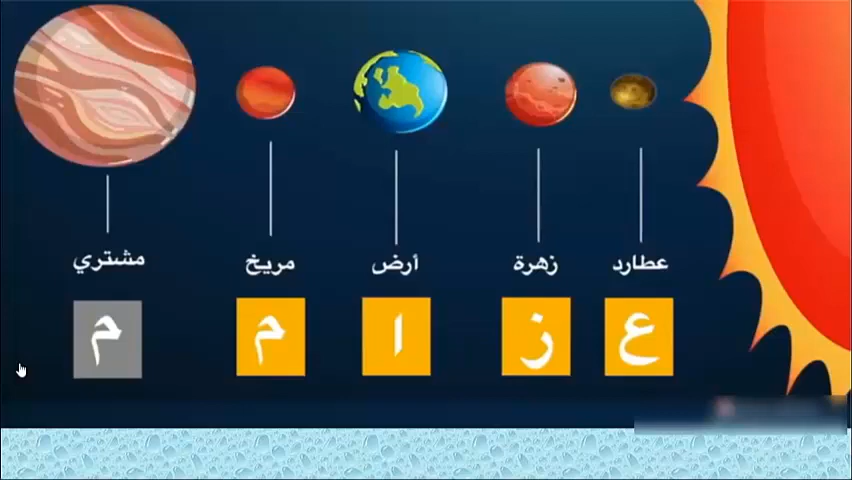 عطارد زهرة أرض مريخ مشتري
ع ز ا م م